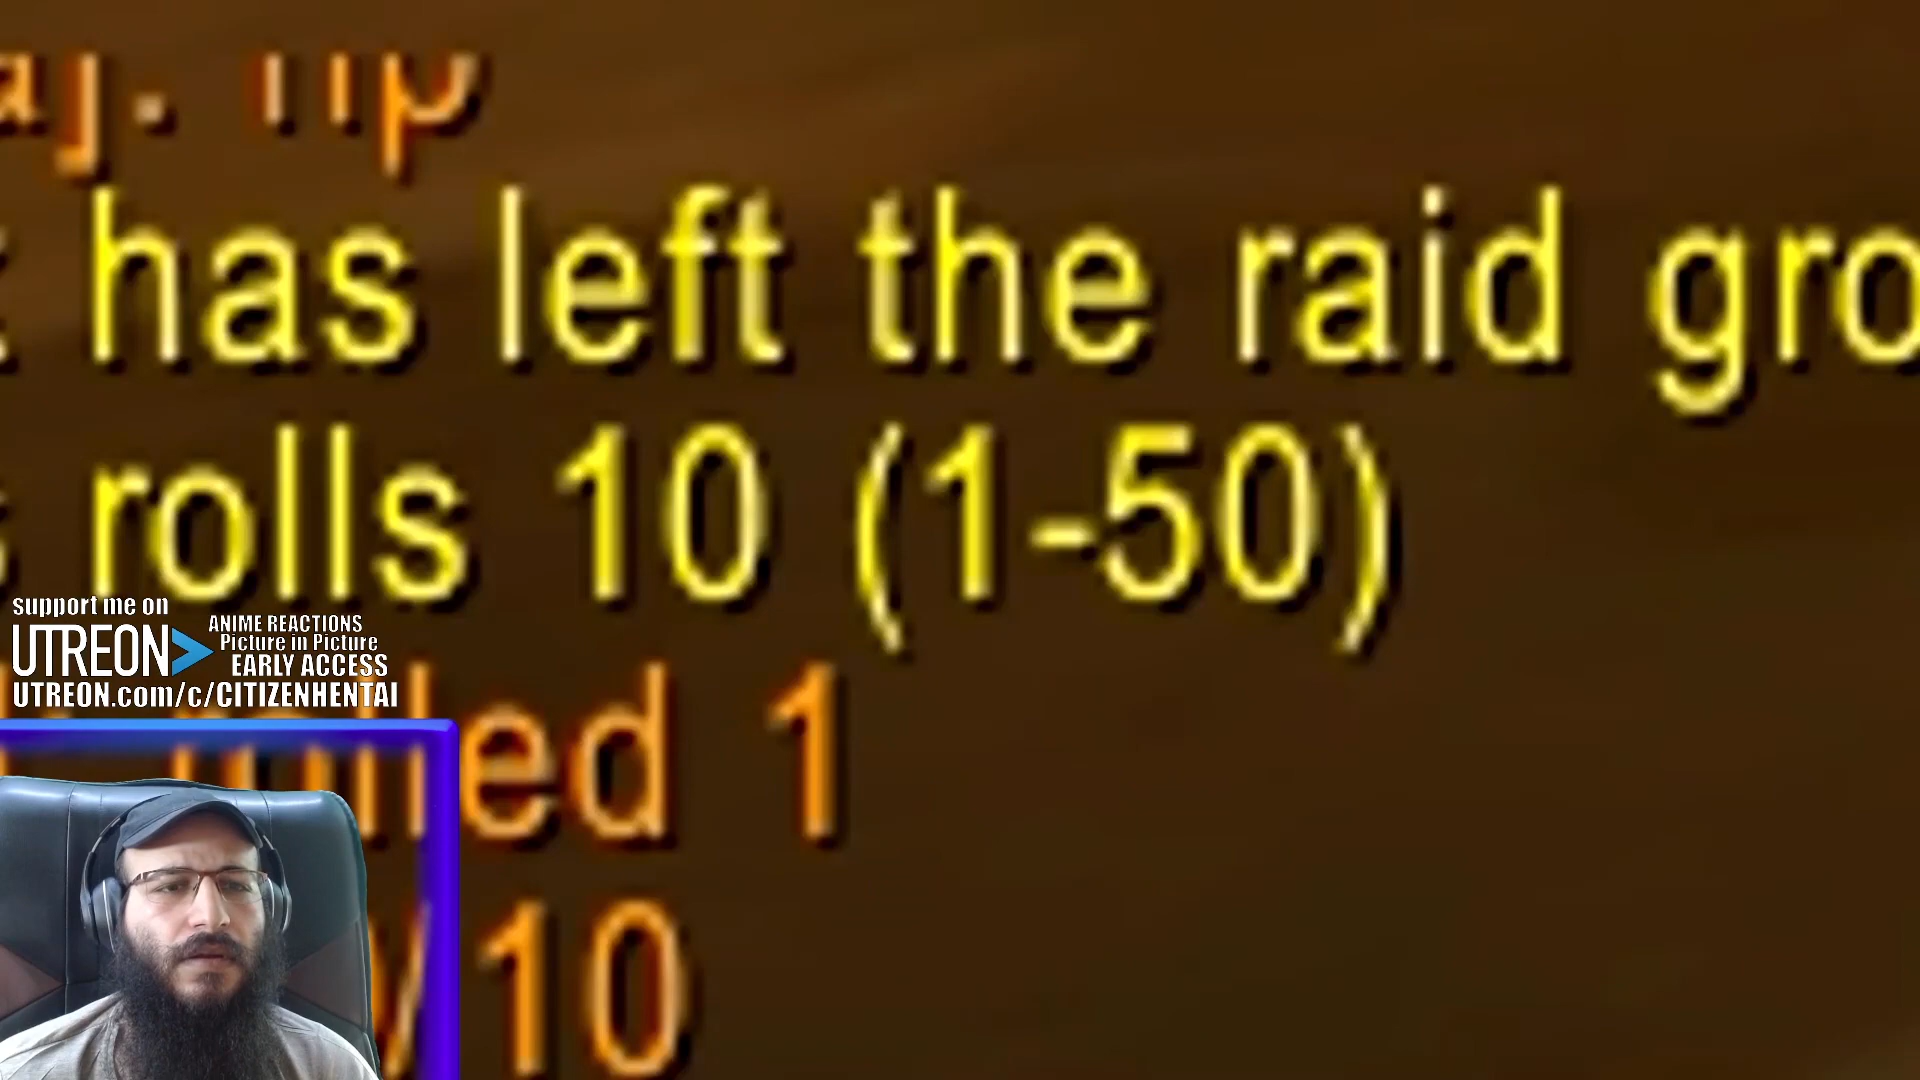 has left the raid gro
rolls 10 (1-50)
support me on
UTREON
ANIME REACTIONS
Picture in Picture
EARLY ACCESS
UTREON.com/c/CITIZENHENTAI
rolled 1
10